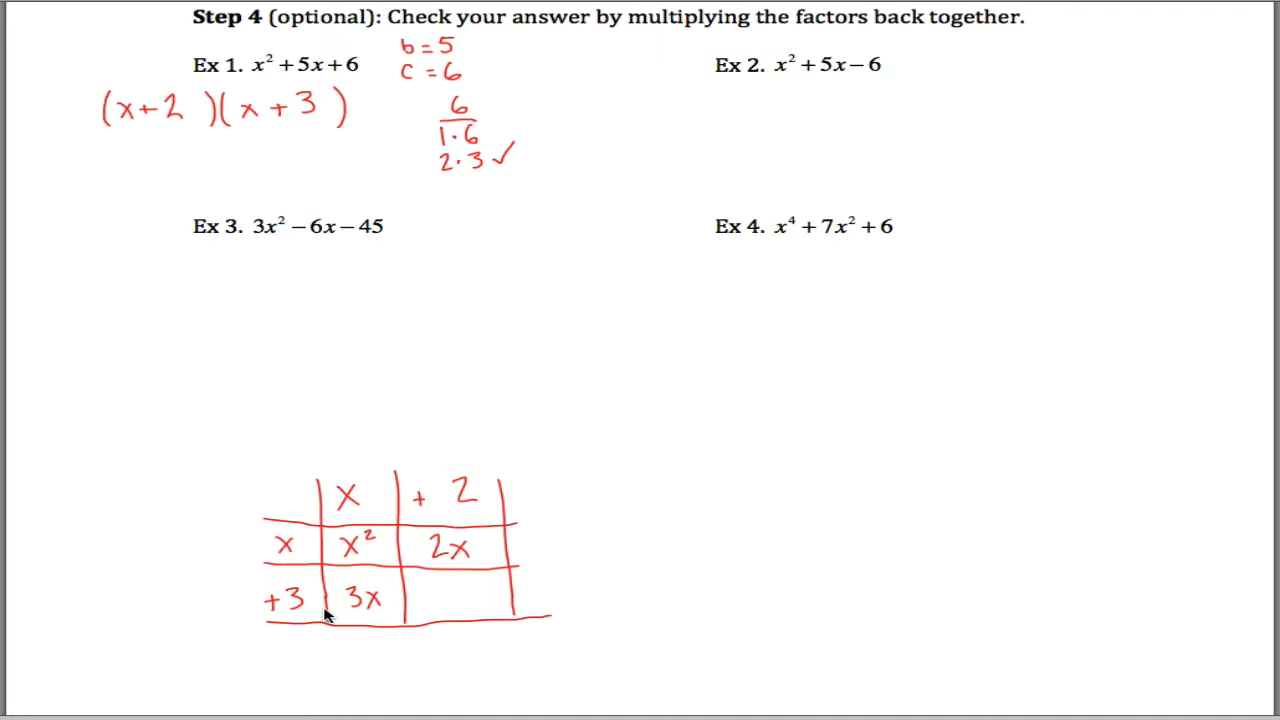 Step 4 (optional): Check your answer by multiplying the factors back together.
Ex 1. x² + 5x + 6
b = 5
c = 6
(x + 2 )( x + 3 )
6
1 · 6
2 · 3 ✓
Ex 2. x² + 5x − 6
Ex 3. 3x² − 6x − 45
Ex 4. x⁴ + 7x² + 6
x + 2
x x² 2x
+3 3x